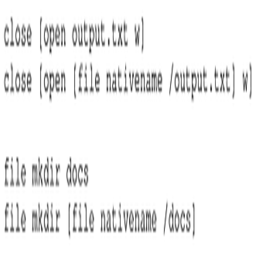 close [open output.txt w]
close [open [file nativename /output.txt] w]
file mkdir docs
file mkdir [file nativename /docs]